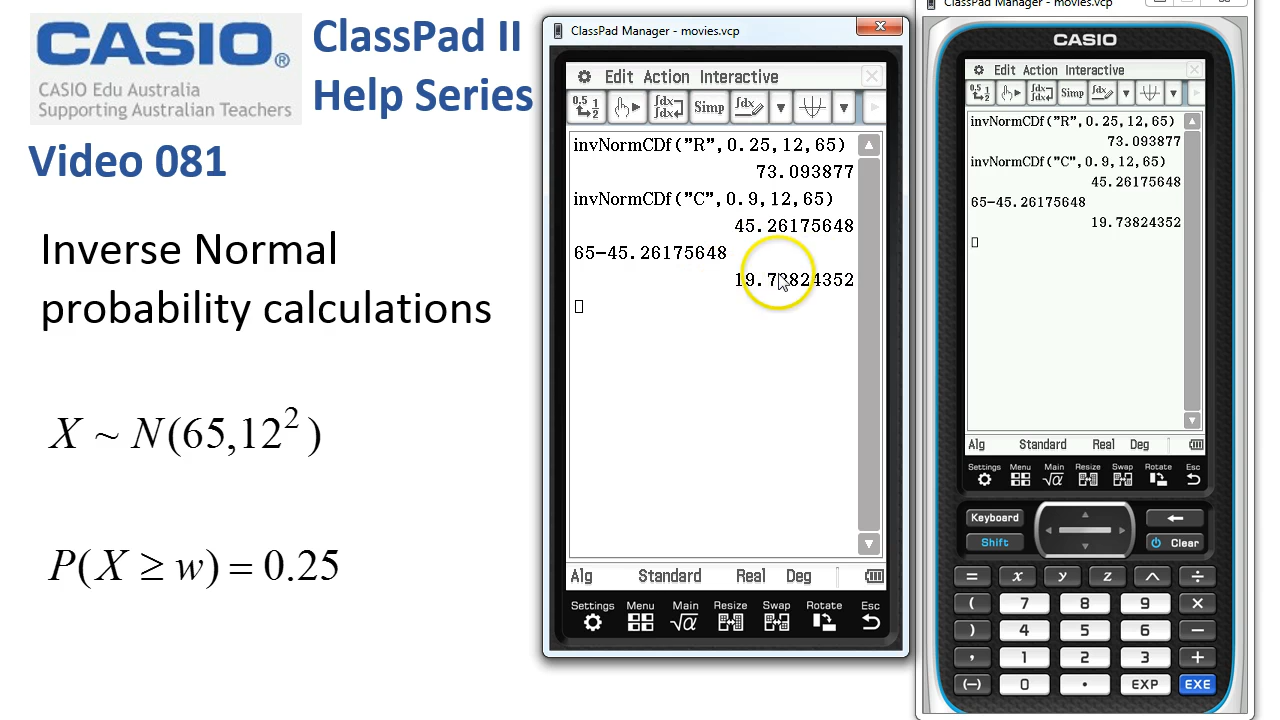 CASIO®
CASIO Edu Australia
Supporting Australian Teachers
ClassPad II
Help Series
Video 081
Inverse Normal
probability calculations
X ~ N(65,12²)
P(X ≥ w) = 0.25
ClassPad Manager - movies.vcp
Edit Action Interactive
Simp
invNormCDf("R",0.25,12,65)
73.093877
invNormCDf("C",0.9,12,65)
45.26175648
65-45.26175648
19.73824352
Alg Standard Real Deg
Settings Menu Main Resize Swap Rotate Esc
ClassPad Manager - movies.vcp
CASIO
Edit Action Interactive
Simp
invNormCDf("R",0.25,12,65)
73.093877
invNormCDf("C",0.9,12,65)
45.26175648
65-45.26175648
19.73824352
Alg Standard Real Deg
Settings Menu Main Resize Swap Rotate Esc
Keyboard
Shift Clear
= x y z ^ ÷
( 7 8 9 ×
) 4 5 6 −
, 1 2 3 +
(−) 0 • EXP EXE